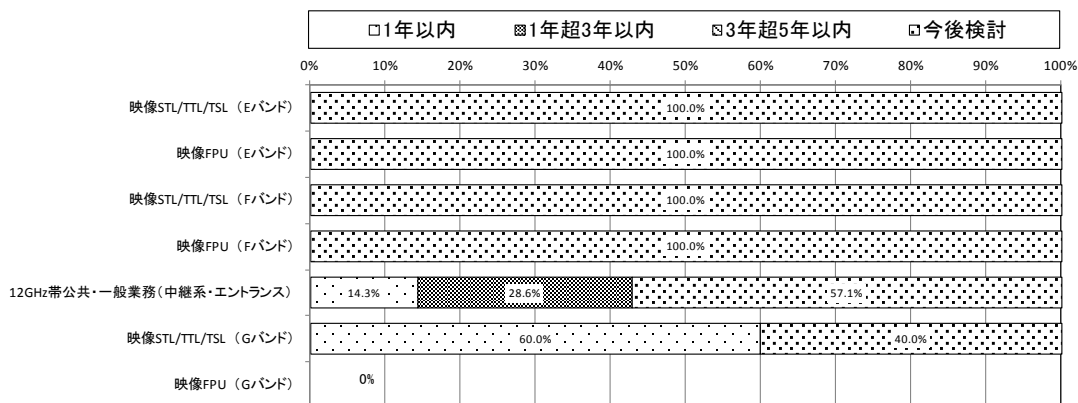 1年以内 1年超3年以内 3年超5年以内 今後検討
0% 10% 20% 30% 40% 50% 60% 70% 80% 90% 100%
映像STL/TTL/TSL (Eバンド) 100.0%
映像FPU (Eバンド) 100.0%
映像STL/TTL/TSL (Fバンド) 100.0%
映像FPU (Fバンド) 100.0%
12GHz帯公共・一般業務(中継系・エントランス) 14.3% 28.6% 57.1%
映像STL/TTL/TSL (Gバンド) 60.0% 40.0%
映像FPU (Gバンド) 0%